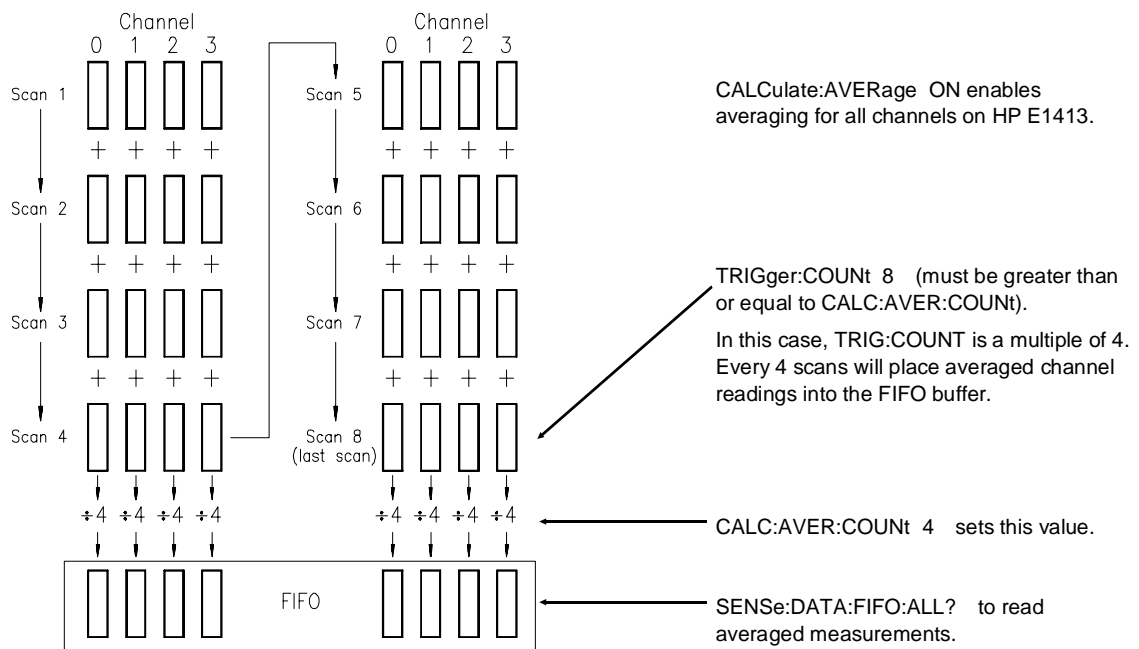 Channel
0 1 2 3
Scan 1
+ + + +
Scan 2
+ + + +
Scan 3
+ + + +
Scan 4
÷4 ÷4 ÷4 ÷4
Channel
0 1 2 3
Scan 5
+ + + +
Scan 6
+ + + +
Scan 7
+ + + +
Scan 8
(last scan)
÷4 ÷4 ÷4 ÷4
FIFO
CALCulate:AVERage ON enables
averaging for all channels on HP E1413.
TRIGger:COUNt 8 (must be greater than
or equal to CALC:AVER:COUNt).
In this case, TRIG:COUNT is a multiple of 4.
Every 4 scans will place averaged channel
readings into the FIFO buffer.
CALC:AVER:COUNt 4 sets this value.
SENSe:DATA:FIFO:ALL? to read
averaged measurements.